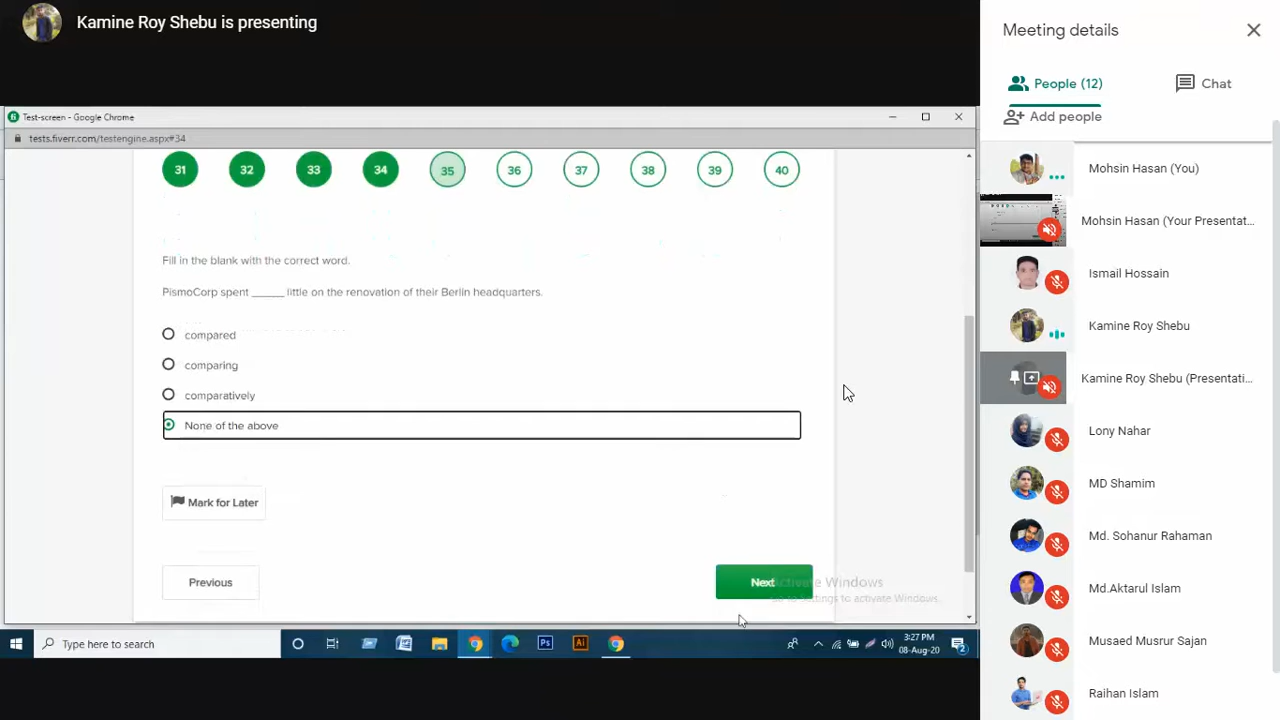 Kamine Roy Shebu is presenting
Test-screen - Google Chrome
tests.fiverr.com/testengine.aspx#34
31 32 33 34 35 36 37 38 39 40
Fill in the blank with the correct word.
PismoCorp spent _____ little on the renovation of their Berlin headquarters.
compared
comparing
comparatively
None of the above
Mark for Later
Previous
Next
Activate Windows
Go to Settings to activate Windows.
Type here to search
Ps
Ai
3:27 PM
08-Aug-20
2
Meeting details
People (12)
Chat
Add people
Mohsin Hasan (You)
Mohsin Hasan (Your Presentat...
Ismail Hossain
Kamine Roy Shebu
Kamine Roy Shebu (Presentati...
Lony Nahar
MD Shamim
Md. Sohanur Rahaman
Md.Aktarul Islam
Musaed Musrur Sajan
Raihan Islam